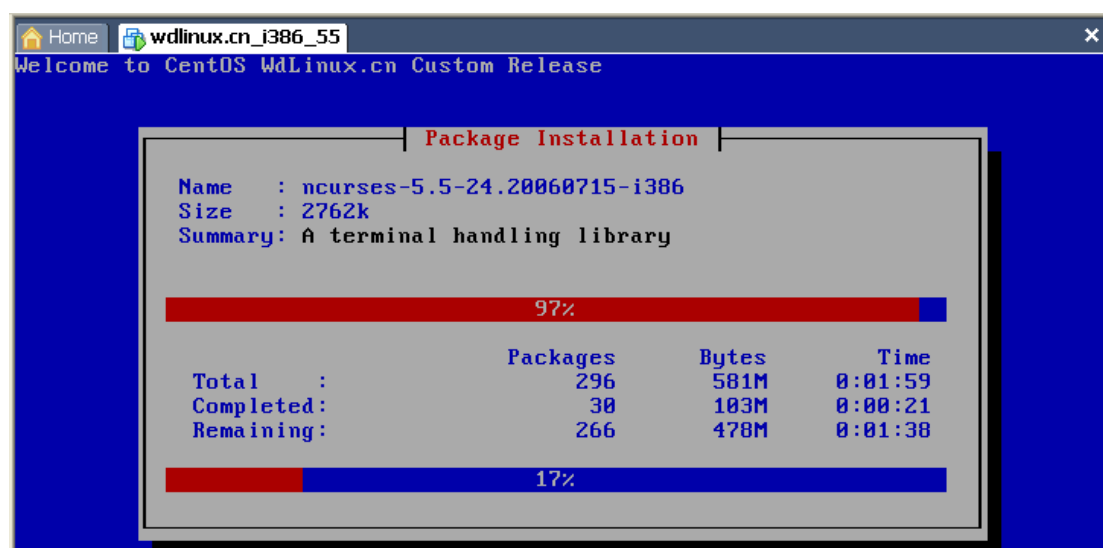 Home wdlinux.cn_i386_55
Welcome to CentOS WdLinux.cn Custom Release
Package Installation
Name : ncurses-5.5-24.20060715-i386
Size : 2762k
Summary: A terminal handling library
97%
Packages Bytes Time
Total : 296 581M 0:01:59
Completed: 30 103M 0:00:21
Remaining: 266 478M 0:01:38
17%